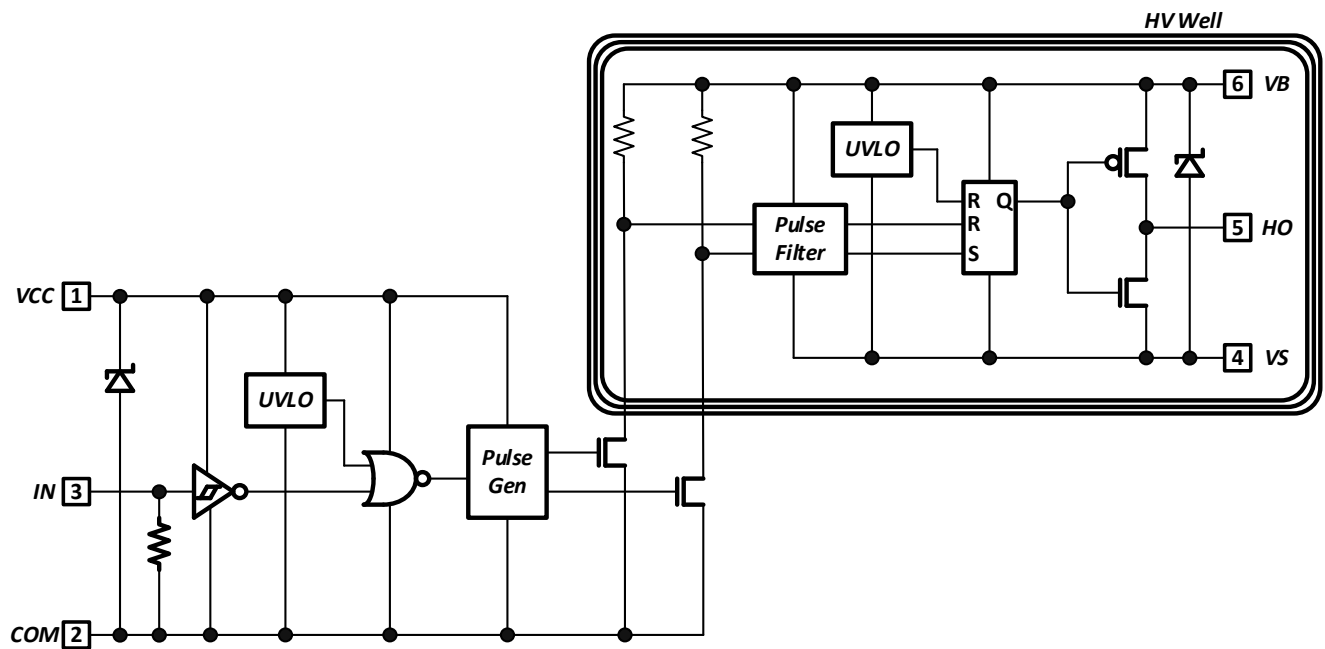 HV Well
6 VB
UVLO
R Q
R
S
Pulse
Filter
5 HO
VCC 1
4 VS
UVLO
Pulse
Gen
IN 3
COM 2